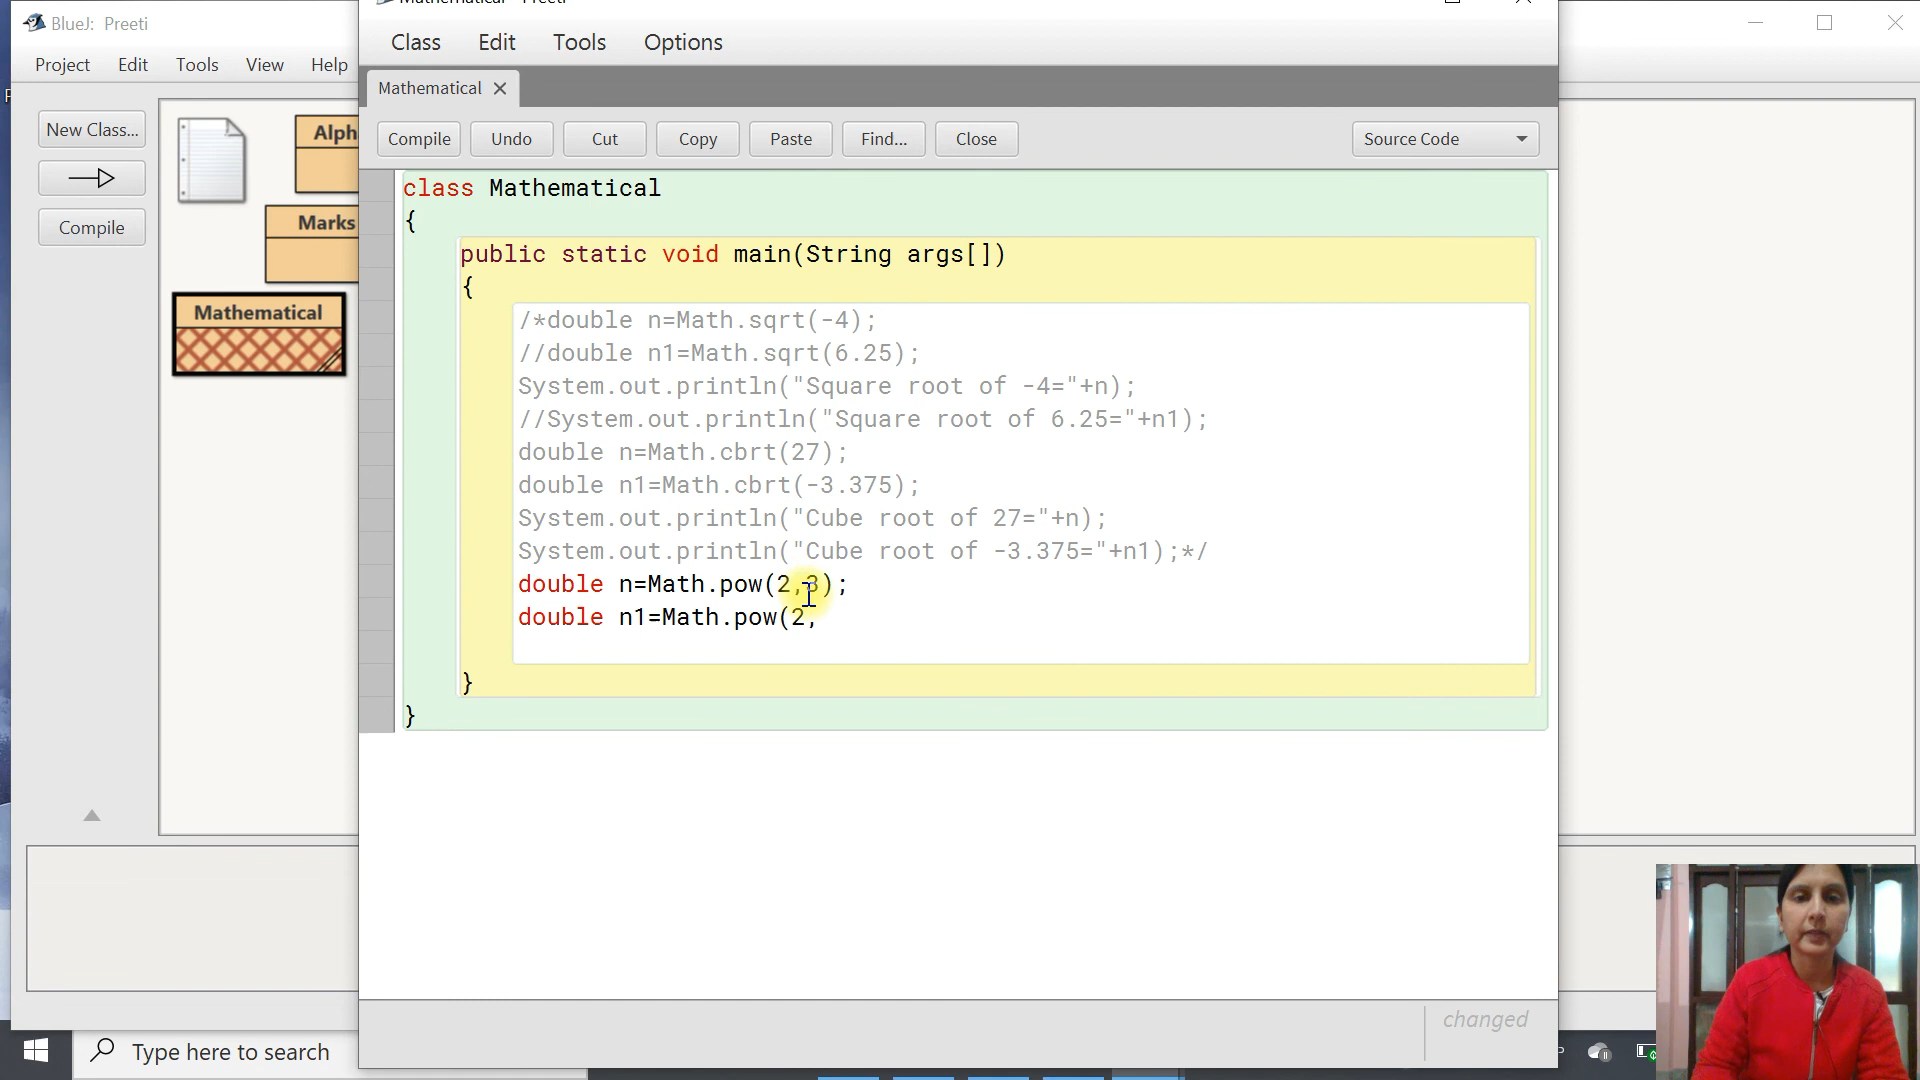 BlueJ: Preeti
Project Edit Tools View Help
New Class...
Compile
Alph
Marks
Mathematical
Class Edit Tools Options
Mathematical
Compile Undo Cut Copy Paste Find... Close Source Code
class Mathematical
{
public static void main(String args[])
{
/*double n=Math.sqrt(-4);
//double n1=Math.sqrt(6.25);
System.out.println("Square root of -4="+n);
//System.out.println("Square root of 6.25="+n1);
double n=Math.cbrt(27);
double n1=Math.cbrt(-3.375);
System.out.println("Cube root of 27="+n);
System.out.println("Cube root of -3.375="+n1);*/
double n=Math.pow(2,3);
double n1=Math.pow(2,
}
}
changed
Type here to search